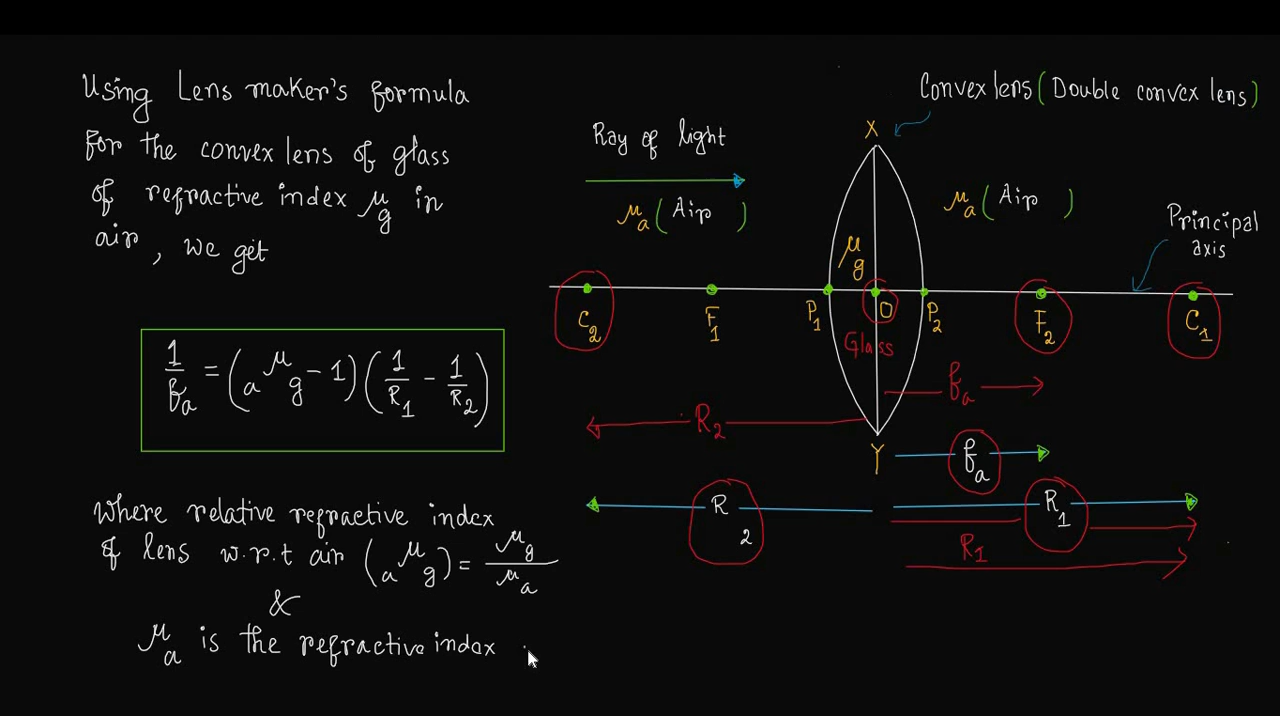 Using Lens maker's formula
for the convex lens of glass
of refractive index μg in
air, we get
1/fa = (aμg - 1)(1/R1 - 1/R2)
where relative refractive index
of lens w.r.t air (aμg) = μg/μa
&
μa is the refractive index
Convex lens (Double convex lens)
X
Ray of light
μa (Air)
μa (Air)
Principal axis
μg
C2
F1
P1
O
P2
F2
C1
Glass
fa
R2
Y
fa
R2
R1
R1